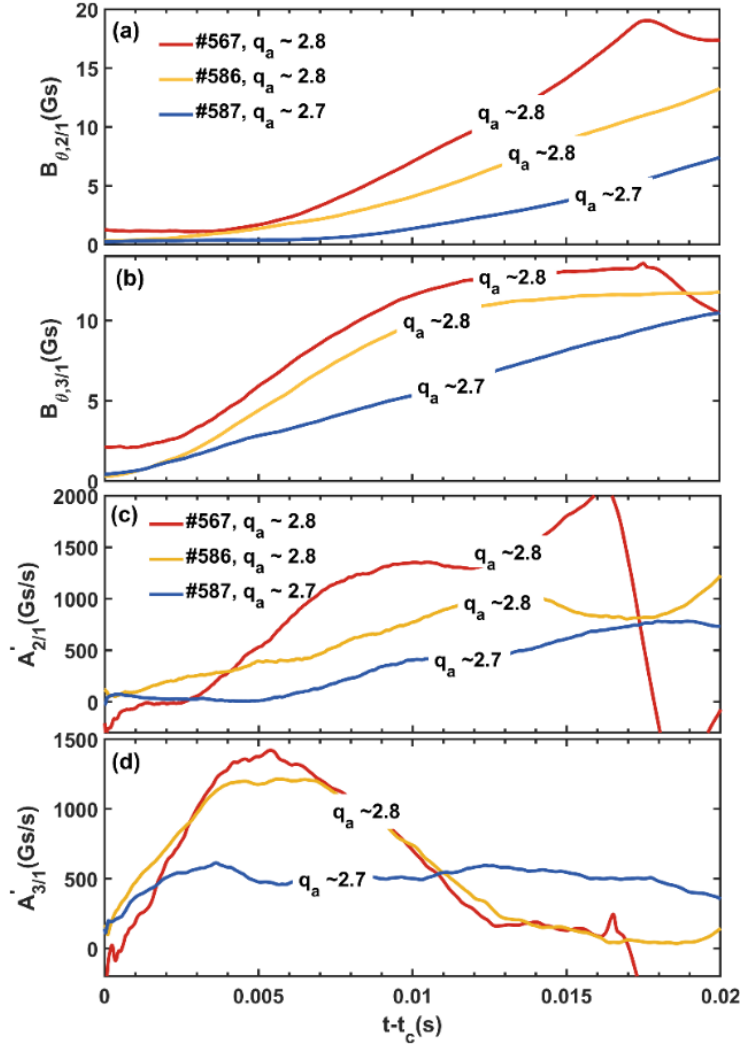 (a)
20
15
10
5
0
B_θ,2/1(Gs)
#567, q_a ~ 2.8
#586, q_a ~ 2.8
#587, q_a ~ 2.7
q_a ~2.8
q_a ~2.8
q_a ~2.7
(b)
10
5
0
B_θ,3/1(Gs)
q_a ~2.8
q_a ~2.8
q_a ~2.7
(c)
2000
1500
1000
500
0
A'_2/1(Gs/s)
#567, q_a ~ 2.8
#586, q_a ~ 2.8
#587, q_a ~ 2.7
q_a ~2.8
q_a ~2.8
q_a ~2.7
(d)
1500
1000
500
0
A'_3/1(Gs/s)
q_a ~2.8
q_a ~2.7
0 0.005 0.01 0.015 0.02
t-t_c(s)